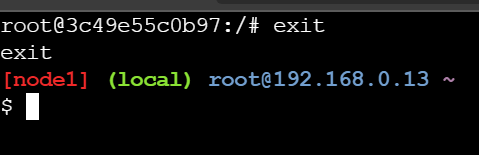 root@3c49e55c0b97:/# exit
exit
[node1] (local) root@192.168.0.13 ~
$